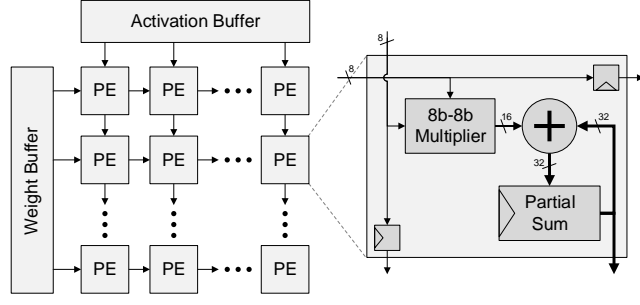 Activation Buffer
Weight Buffer
PE PE PE
PE PE PE
PE PE PE
8
8
8b-8b
Multiplier
16
32
32
Partial
Sum